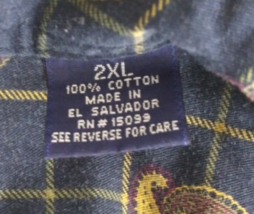 2XL
100% COTTON
MADE IN
EL SALVADOR
RN # 15099
SEE REVERSE FOR CARE